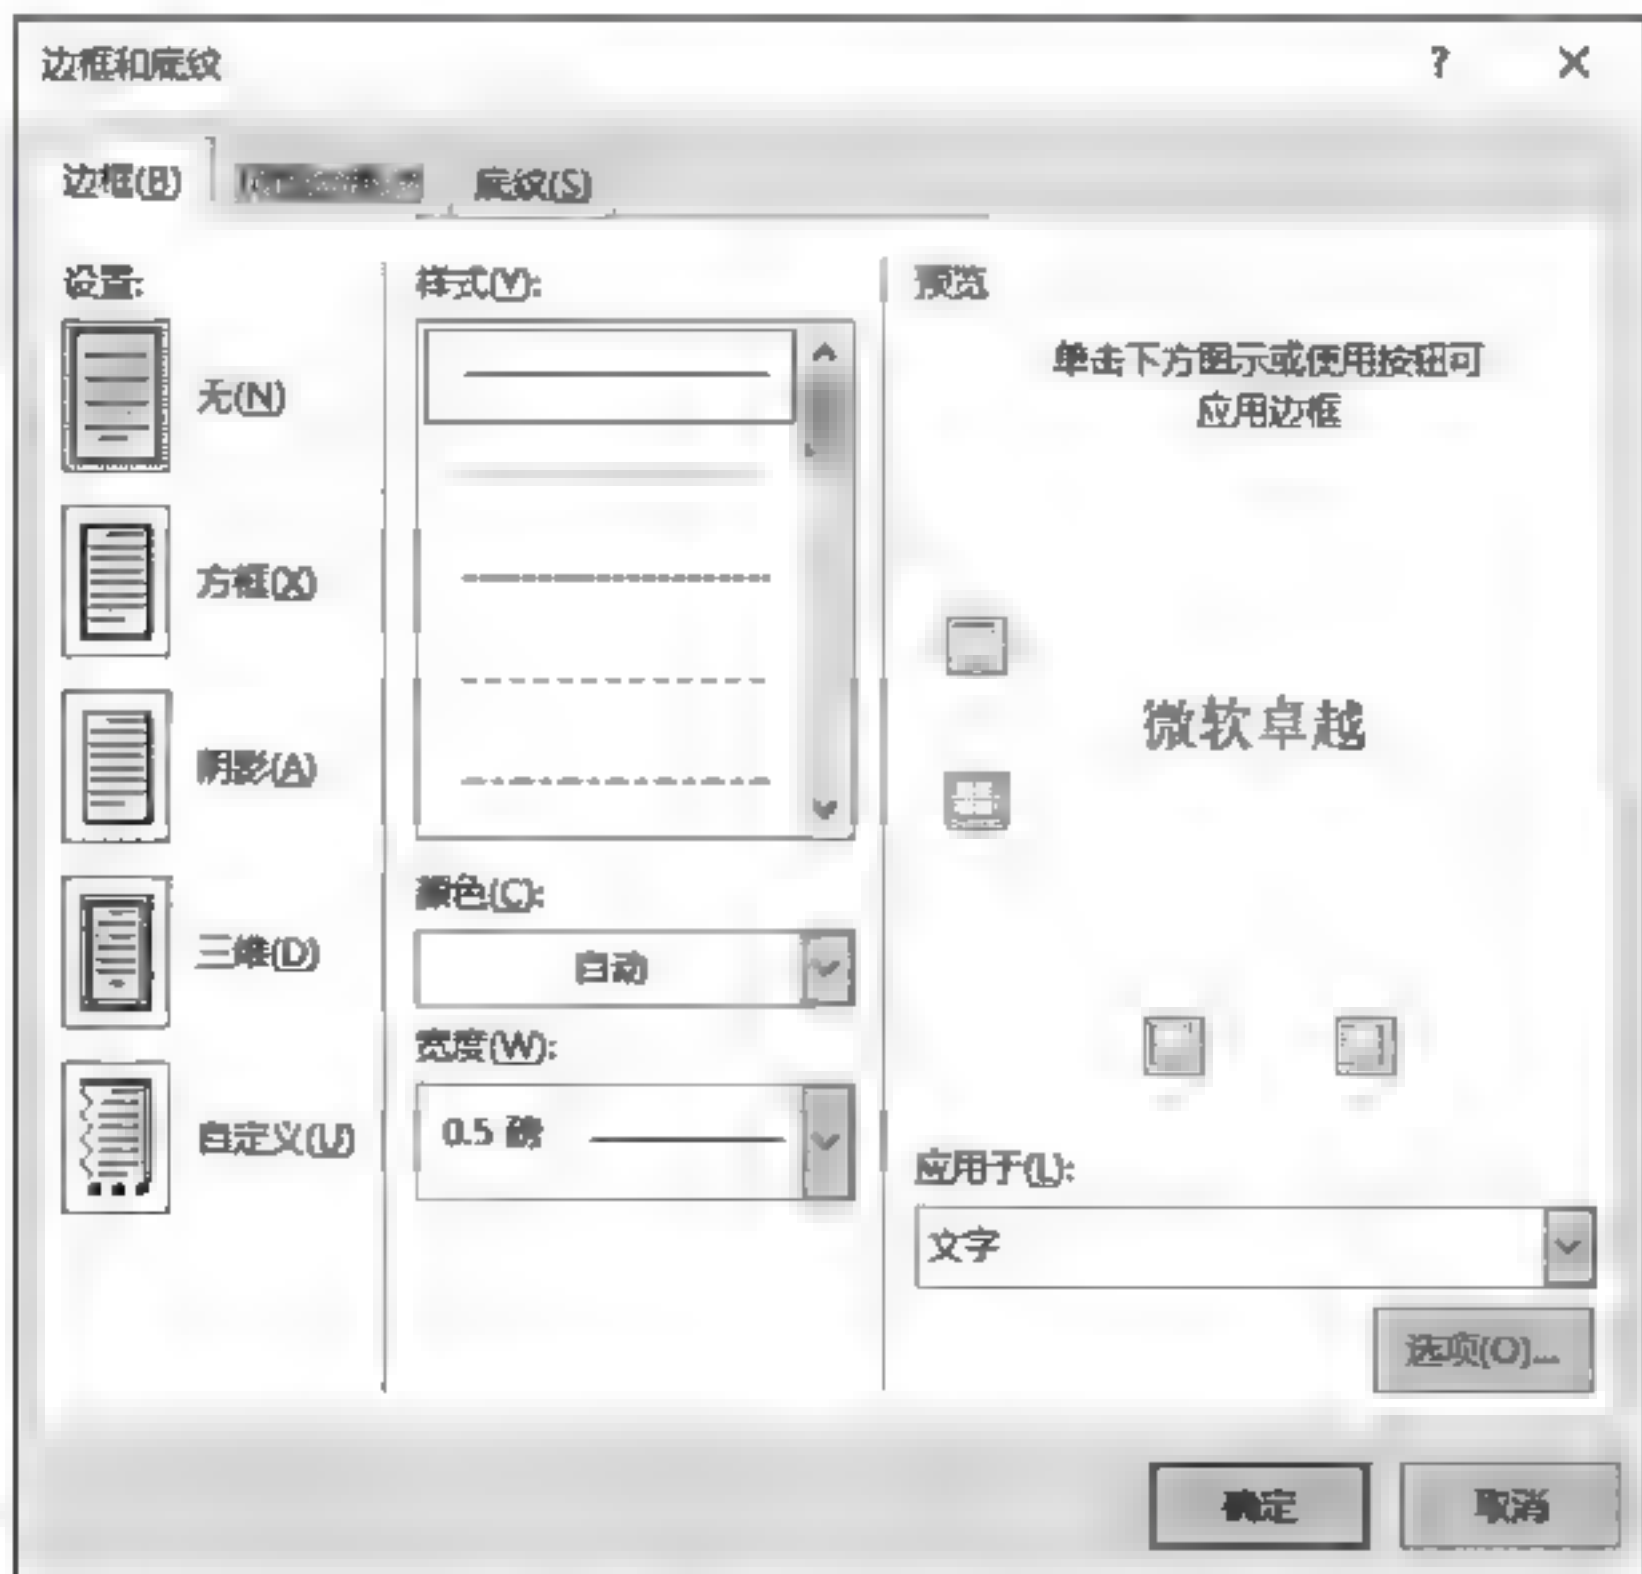 边框和底纹
?
边框(B)
底纹(S)
设置:
无(N)
方框(X)
阴影(A)
三维(D)
自定义(U)
样式(Y):
颜色(C):
自动
宽度(W):
0.5 磅
预览
单击下方图示或使用按钮可
应用边框
微软卓越
应用于(L):
文字
选项(O)...
确定
取消